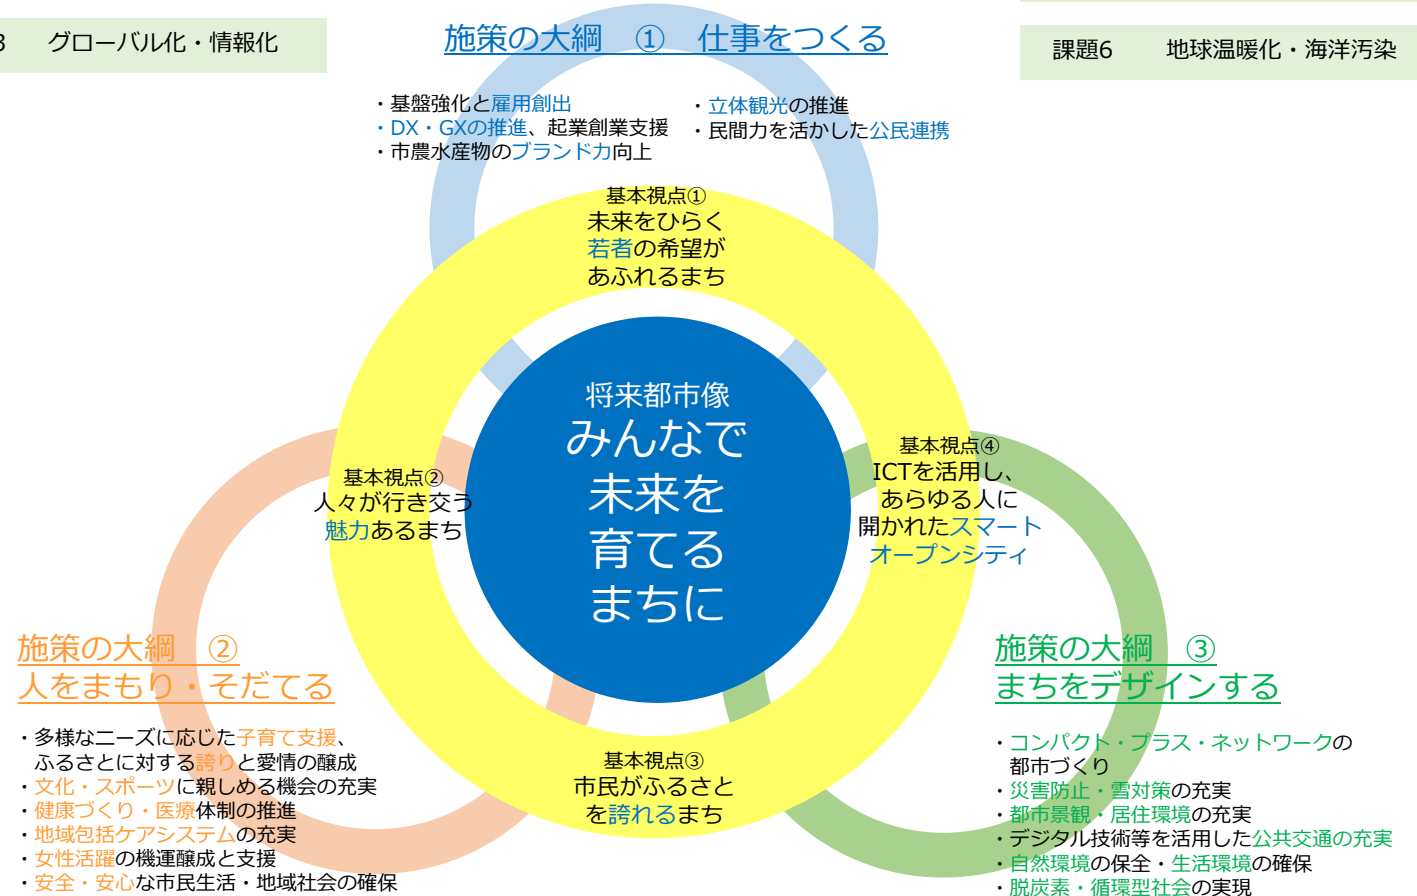 3 グローバル化・情報化
施策の大綱 ① 仕事をつくる
課題6 地球温暖化・海洋汚染
・基盤強化と雇用創出
・DX・GXの推進、起業創業支援
・市農水産物のブランド力向上
・立体観光の推進
・民間力を活かした公民連携
基本視点①
未来をひらく
若者の希望が
あふれるまち
将来都市像
みんなで
未来を
育てる
まちに
基本視点②
人々が行き交う
魅力あるまち
基本視点④
ICTを活用し、
あらゆる人に
開かれたスマート
オープンシティ
基本視点③
市民がふるさと
を誇れるまち
施策の大綱 ②
人をまもり・そだてる
・多様なニーズに応じた子育て支援、
ふるさとに対する誇りと愛情の醸成
・文化・スポーツに親しめる機会の充実
・健康づくり・医療体制の推進
・地域包括ケアシステムの充実
・女性活躍の機運醸成と支援
・安全・安心な市民生活・地域社会の確保
施策の大綱 ③
まちをデザインする
・コンパクト・プラス・ネットワークの
都市づくり
・災害防止・雪対策の充実
・都市景観・居住環境の充実
・デジタル技術等を活用した公共交通の充実
・自然環境の保全・生活環境の確保
・脱炭素・循環型社会の実現